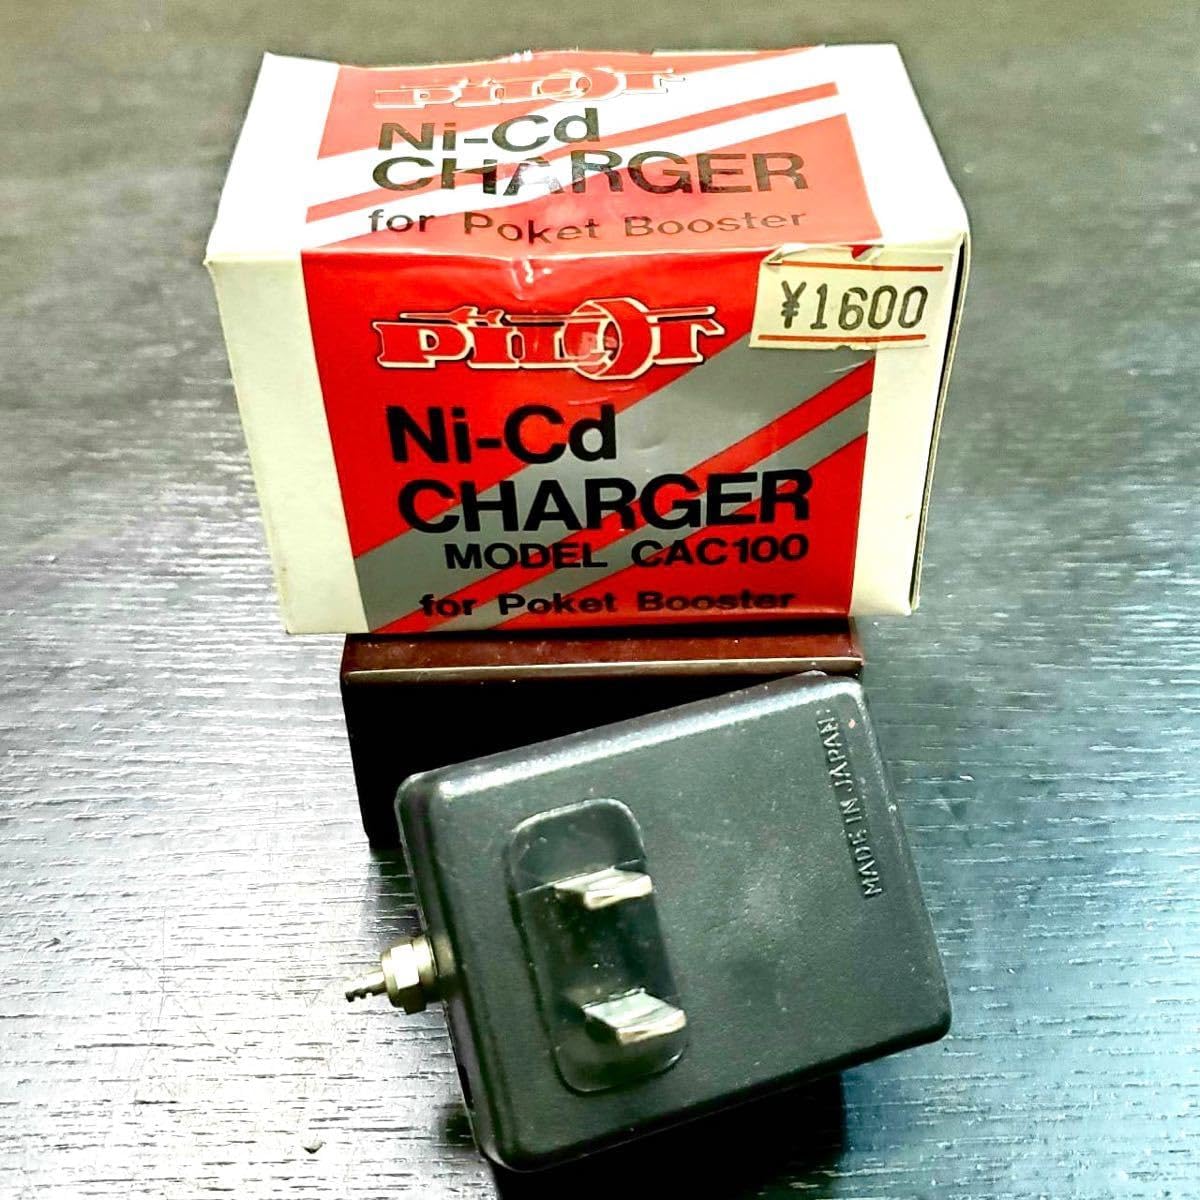 PILOT
Ni-Cd
CHARGER
for Poket Booster
¥1600
PILOT
Ni-Cd
CHARGER
MODEL CAC100
for Poket Booster
MADE IN JAPAN